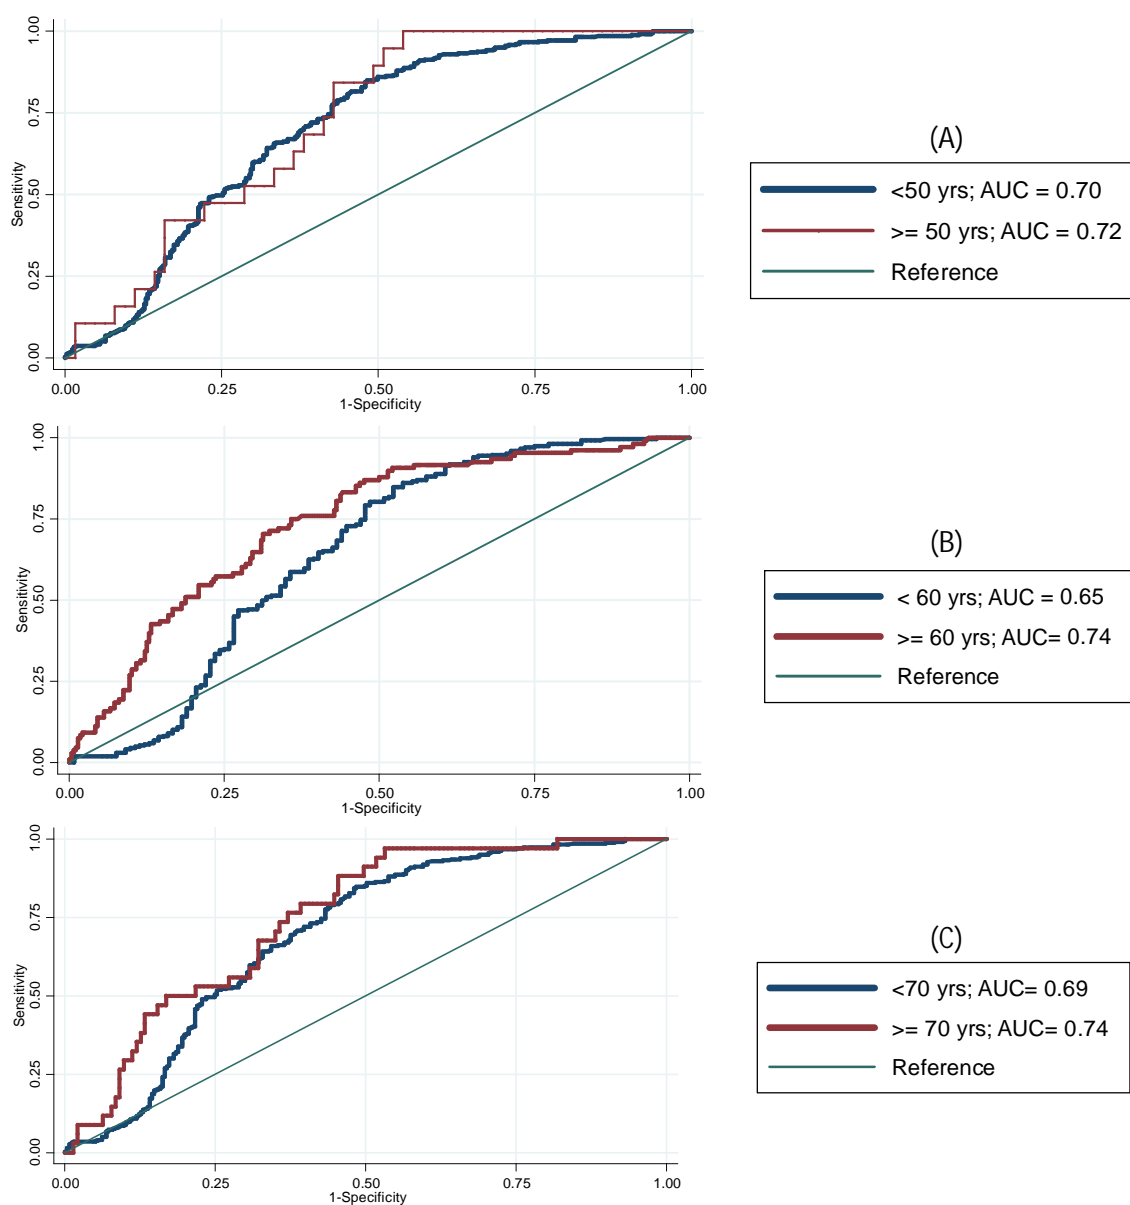 1.00
0.75
0.50
0.25
0.00
Sensitivity
0.00 0.25 0.50 0.75 1.00
1-Specificity
(A)
<50 yrs; AUC = 0.70
>= 50 yrs; AUC = 0.72
Reference
1.00
0.75
0.50
0.25
0.00
Sensitivity
0.00 0.25 0.50 0.75 1.00
1-Specificity
(B)
< 60 yrs; AUC = 0.65
>= 60 yrs; AUC= 0.74
Reference
1.00
0.75
0.50
0.25
0.00
Sensitivity
0.00 0.25 0.50 0.75 1.00
1-Specificity
(C)
<70 yrs; AUC= 0.69
>= 70 yrs; AUC= 0.74
Reference